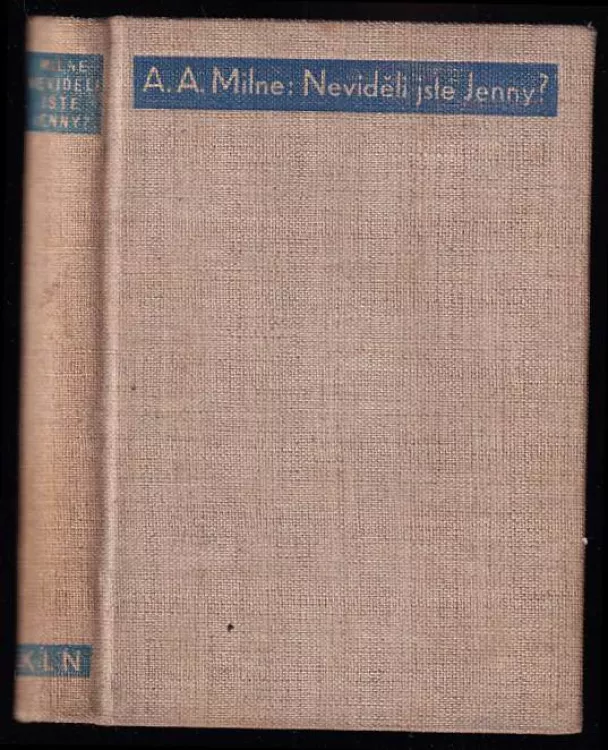 A. A. Milne: Neviděli jste Jenny?
MILNE
NEVIDĚLI
JSTE
JENNY?
KLN